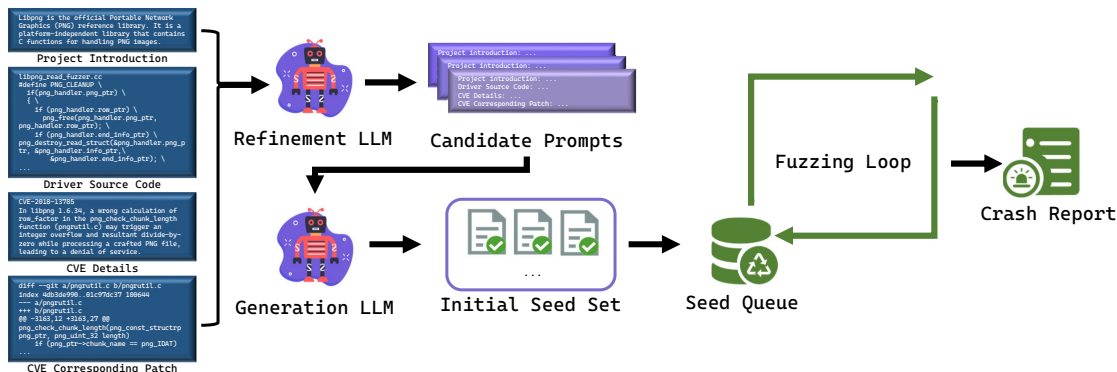 Libpng is the official Portable Network
Graphics (PNG) reference library. It is a
platform-independent library that contains
C functions for handling PNG images.
Project Introduction
libpng_read_fuzzer.cc
#define PNG_CLEANUP \
if(png_handler.png_ptr) \
{ \
if (png_handler.row_ptr) \
png_free(png_handler.png_ptr,
png_handler.row_ptr); \
if (png_handler.end_info_ptr) \
png_destroy_read_struct(&png_handler.png_p
tr, &png_handler.info_ptr,\
&png_handler.end_info_ptr); \
...
Driver Source Code
CVE-2018-13785
In libpng 1.6.34, a wrong calculation of
row_factor in the png_check_chunk_length
function (pngrutil.c) may trigger an
integer overflow and resultant divide-by-
zero while processing a crafted PNG file,
leading to a denial of service.
CVE Details
diff --git a/pngrutil.c b/pngrutil.c
index 4db3de990..01c97dc37 100644
--- a/pngrutil.c
+++ b/pngrutil.c
@@ -3163,12 +3163,27 @@
png_check_chunk_length(png_const_structrp
png_ptr, png_uint_32 length)
if (png_ptr->chunk_name == png_IDAT)
...
CVE Corresponding Patch
Refinement LLM
Project introduction: ...
Project introduction: ...
Project introduction: ...
Driver Source Code: ...
CVE Details: ...
CVE Corresponding Patch: ...
Candidate Prompts
Generation LLM
...
Initial Seed Set
Seed Queue
Fuzzing Loop
Crash Report